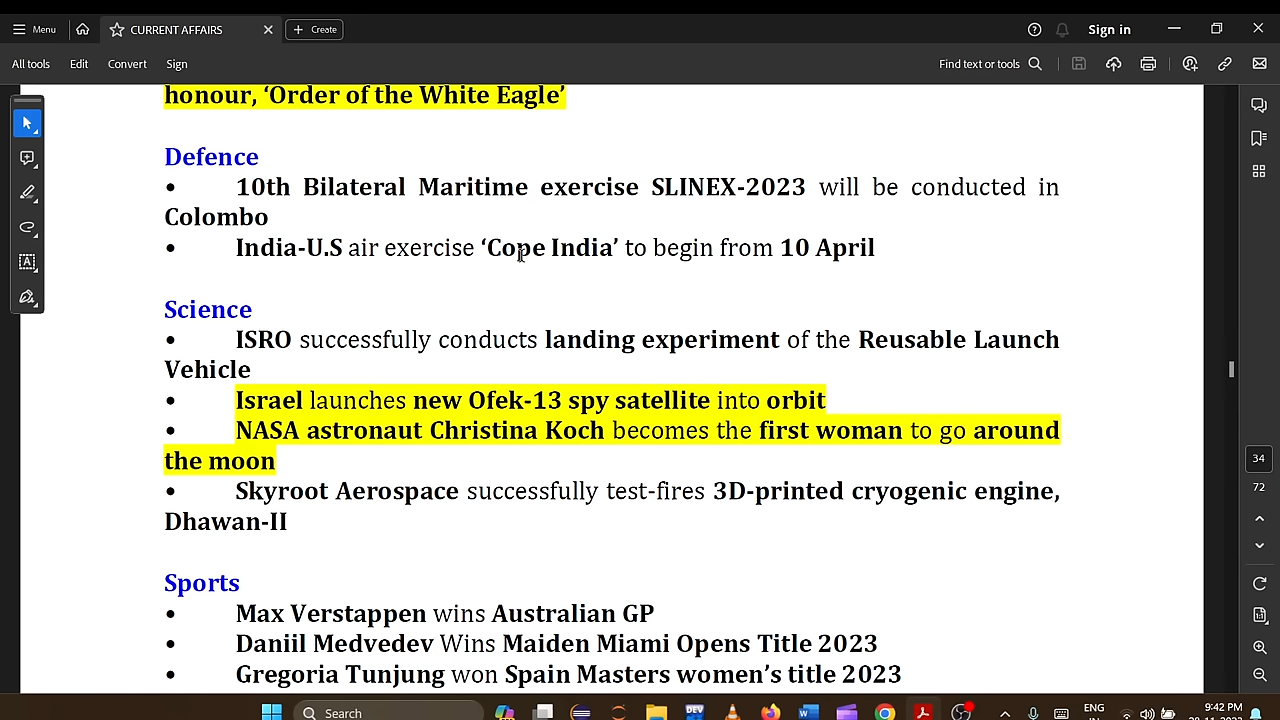 Menu
CURRENT AFFAIRS
Create
Sign in
All tools Edit Convert Sign
Find text or tools
honour, ‘Order of the White Eagle’
Defence
• 10th Bilateral Maritime exercise SLINEX-2023 will be conducted in
Colombo
• India-U.S air exercise ‘Cope India’ to begin from 10 April
Science
• ISRO successfully conducts landing experiment of the Reusable Launch
Vehicle
• Israel launches new Ofek-13 spy satellite into orbit
• NASA astronaut Christina Koch becomes the first woman to go around
the moon
• Skyroot Aerospace successfully test-fires 3D-printed cryogenic engine,
Dhawan-II
Sports
• Max Verstappen wins Australian GP
• Daniil Medvedev Wins Maiden Miami Opens Title 2023
• Gregoria Tunjung won Spain Masters women’s title 2023
34
72
Search
DEV
ENG
9:42 PM